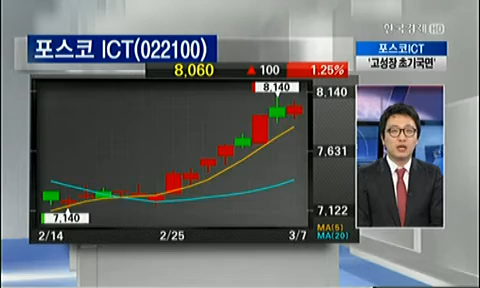 한국경제 HD
포스코 ICT(022100)
8,060 ▲ 100 1.25%
포스코ICT
'고성장 초기국면'
8,140
8,140
7,631
7,140
7,122
2/14 2/25 3/7
MA(5)
MA(20)